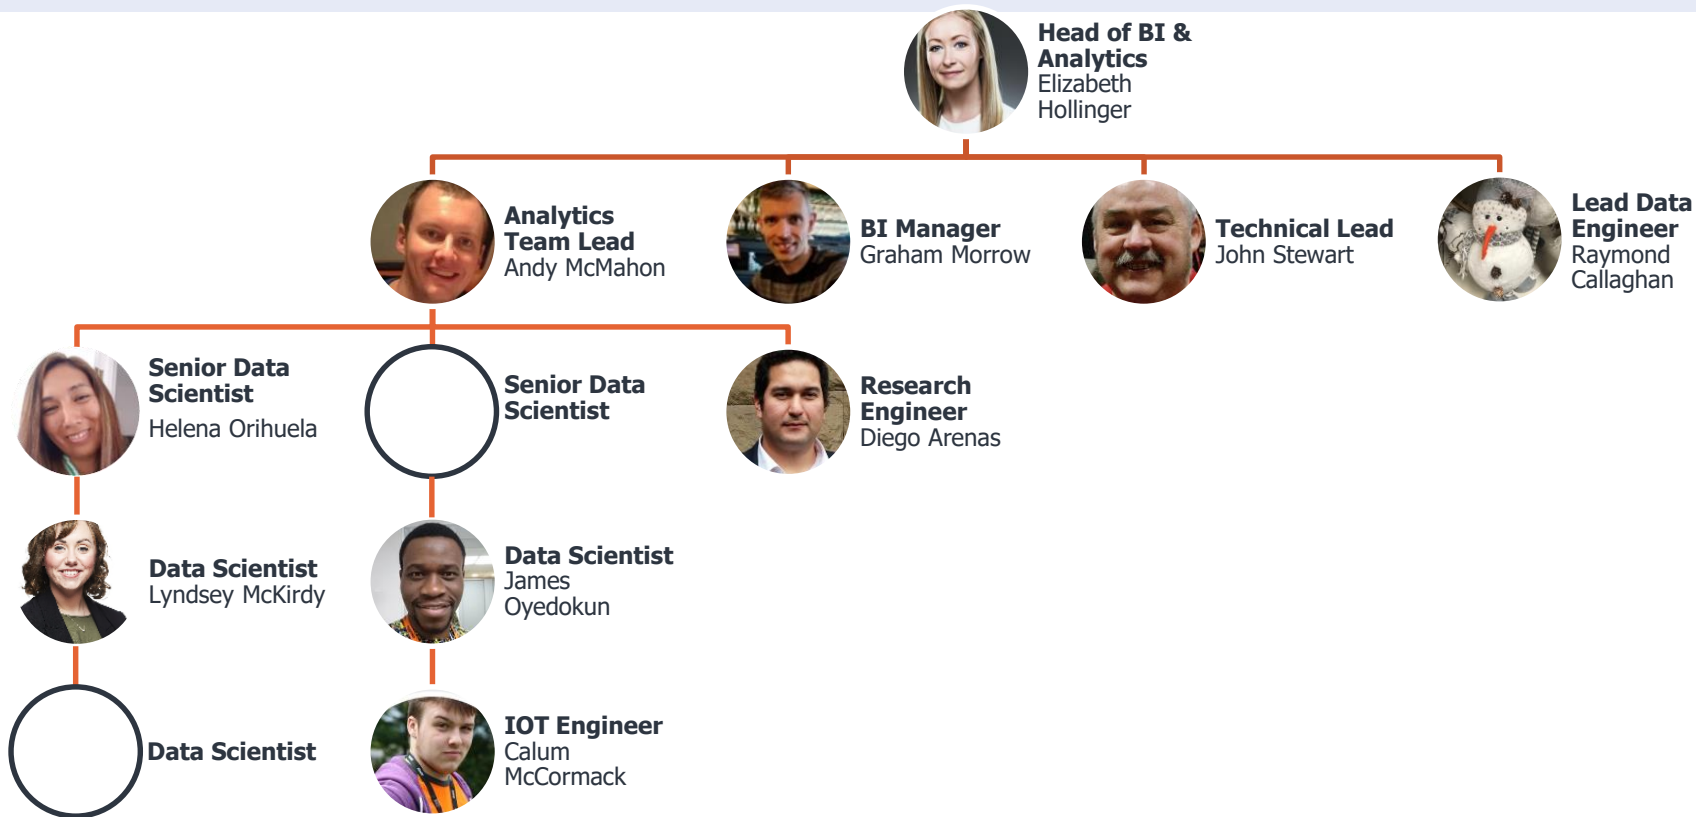 Head of BI &
Analytics
Elizabeth
Hollinger
Analytics
Team Lead
Andy McMahon
BI Manager
Graham Morrow
Technical Lead
John Stewart
Lead Data
Engineer
Raymond
Callaghan
Senior Data
Scientist
Helena Orihuela
Senior Data
Scientist
Research
Engineer
Diego Arenas
Data Scientist
Lyndsey McKirdy
Data Scientist
James
Oyedokun
Data Scientist
IOT Engineer
Calum
McCormack